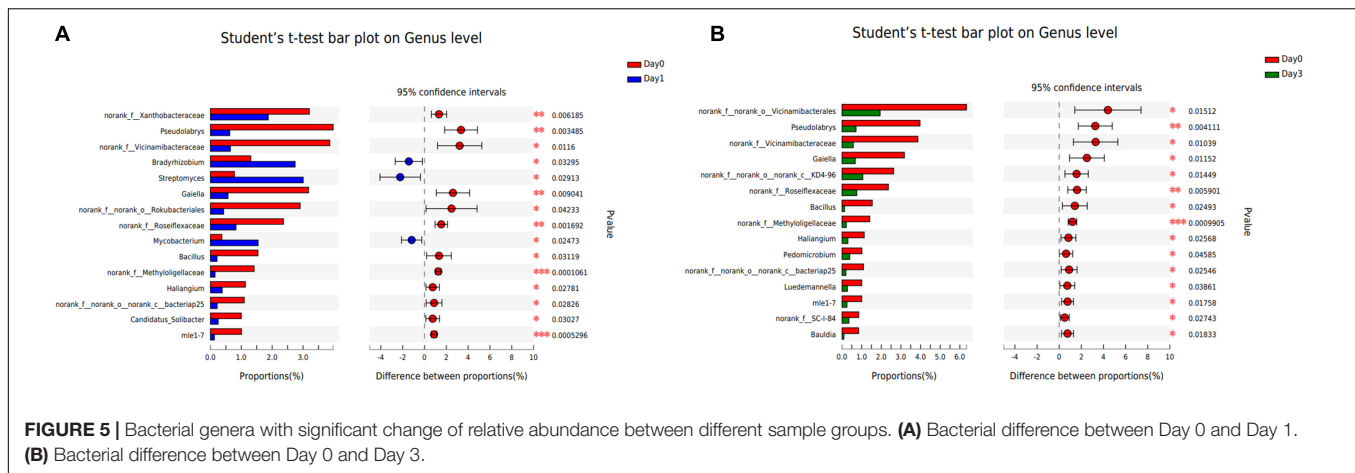 A
Student's t-test bar plot on Genus level
Day0
Day1
95% confidence intervals
norank_f__Xanthobacteraceae
Pseudolabrys
norank_f__Vicinamibacteraceae
Bradyrhizobium
Streptomyces
Gaiella
norank_f__norank_o__Rokubacteriales
norank_f__Roseiflexaceae
Mycobacterium
Bacillus
norank_f__Methyloligellaceae
Haliangium
norank_f__norank_o__norank_c__bacteriap25
Candidatus_Solibacter
mle1-7
** 0.006185
** 0.003485
* 0.0116
* 0.03295
* 0.02913
** 0.009041
* 0.04233
** 0.001692
* 0.02473
* 0.03119
*** 0.0001061
* 0.02781
* 0.02826
* 0.03027
*** 0.0005296
Pvalue
0.0 1.0 3.0
Proportions(%)
-4 -2 0 2 4 6 8 10
Difference between proportions(%)
B
Student's t-test bar plot on Genus level
Day0
Day3
95% confidence intervals
norank_f__norank_o__Vicinamibacterales
Pseudolabrys
norank_f__Vicinamibacteraceae
Gaiella
norank_f__norank_o__norank_c__KD4-96
norank_f__Roseiflexaceae
Bacillus
norank_f__Methyloligellaceae
Haliangium
Pedomicrobium
norank_f__norank_o__norank_c__bacteriap25
Luedemannella
mle1-7
norank_f__SC-I-84
Bauldia
* 0.01512
** 0.004111
* 0.01039
* 0.01152
* 0.01449
** 0.005901
* 0.02493
*** 0.0009905
* 0.02568
* 0.04585
* 0.02546
* 0.03861
* 0.01758
* 0.02743
* 0.01833
Pvalue
0.0 1.0 3.0 4.0 6.0
Proportions(%)
-4 -2 0 2 4 6 8 10
Difference between proportions(%)
FIGURE 5 | Bacterial genera with significant change of relative abundance between different sample groups. (A) Bacterial difference between Day 0 and Day 1.
(B) Bacterial difference between Day 0 and Day 3.